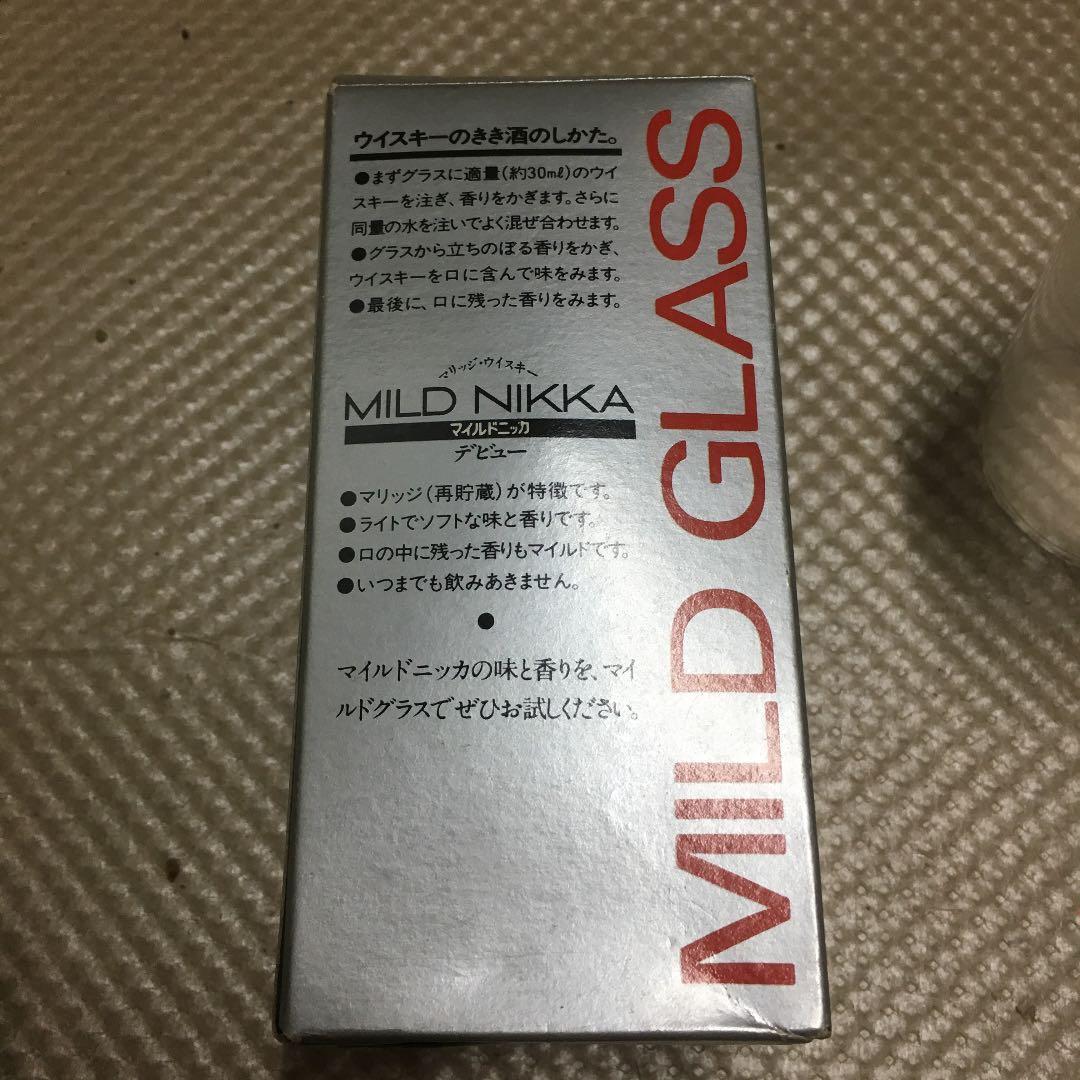 ウイスキーのきき酒のしかた。
●まずグラスに適量(約30mℓ)のウイ
スキーを注ぎ、香りをかぎます。さらに
同量の水を注いでよく混ぜ合わせます。
●グラスから立ちのぼる香りをかぎ、
ウイスキーを口に含んで味をみます。
●最後に、口に残った香りをみます。
マリッジ・ウイスキー
MILD NIKKA
マイルドニッカ
デビュー
●マリッジ(再貯蔵)が特徴です。
●ライトでソフトな味と香りです。
●口の中に残った香りもマイルドです。
●いつまでも飲みあきません。
●
マイルドニッカの味と香りを、マイ
ルドグラスでぜひお試しください。
MILD GLASS